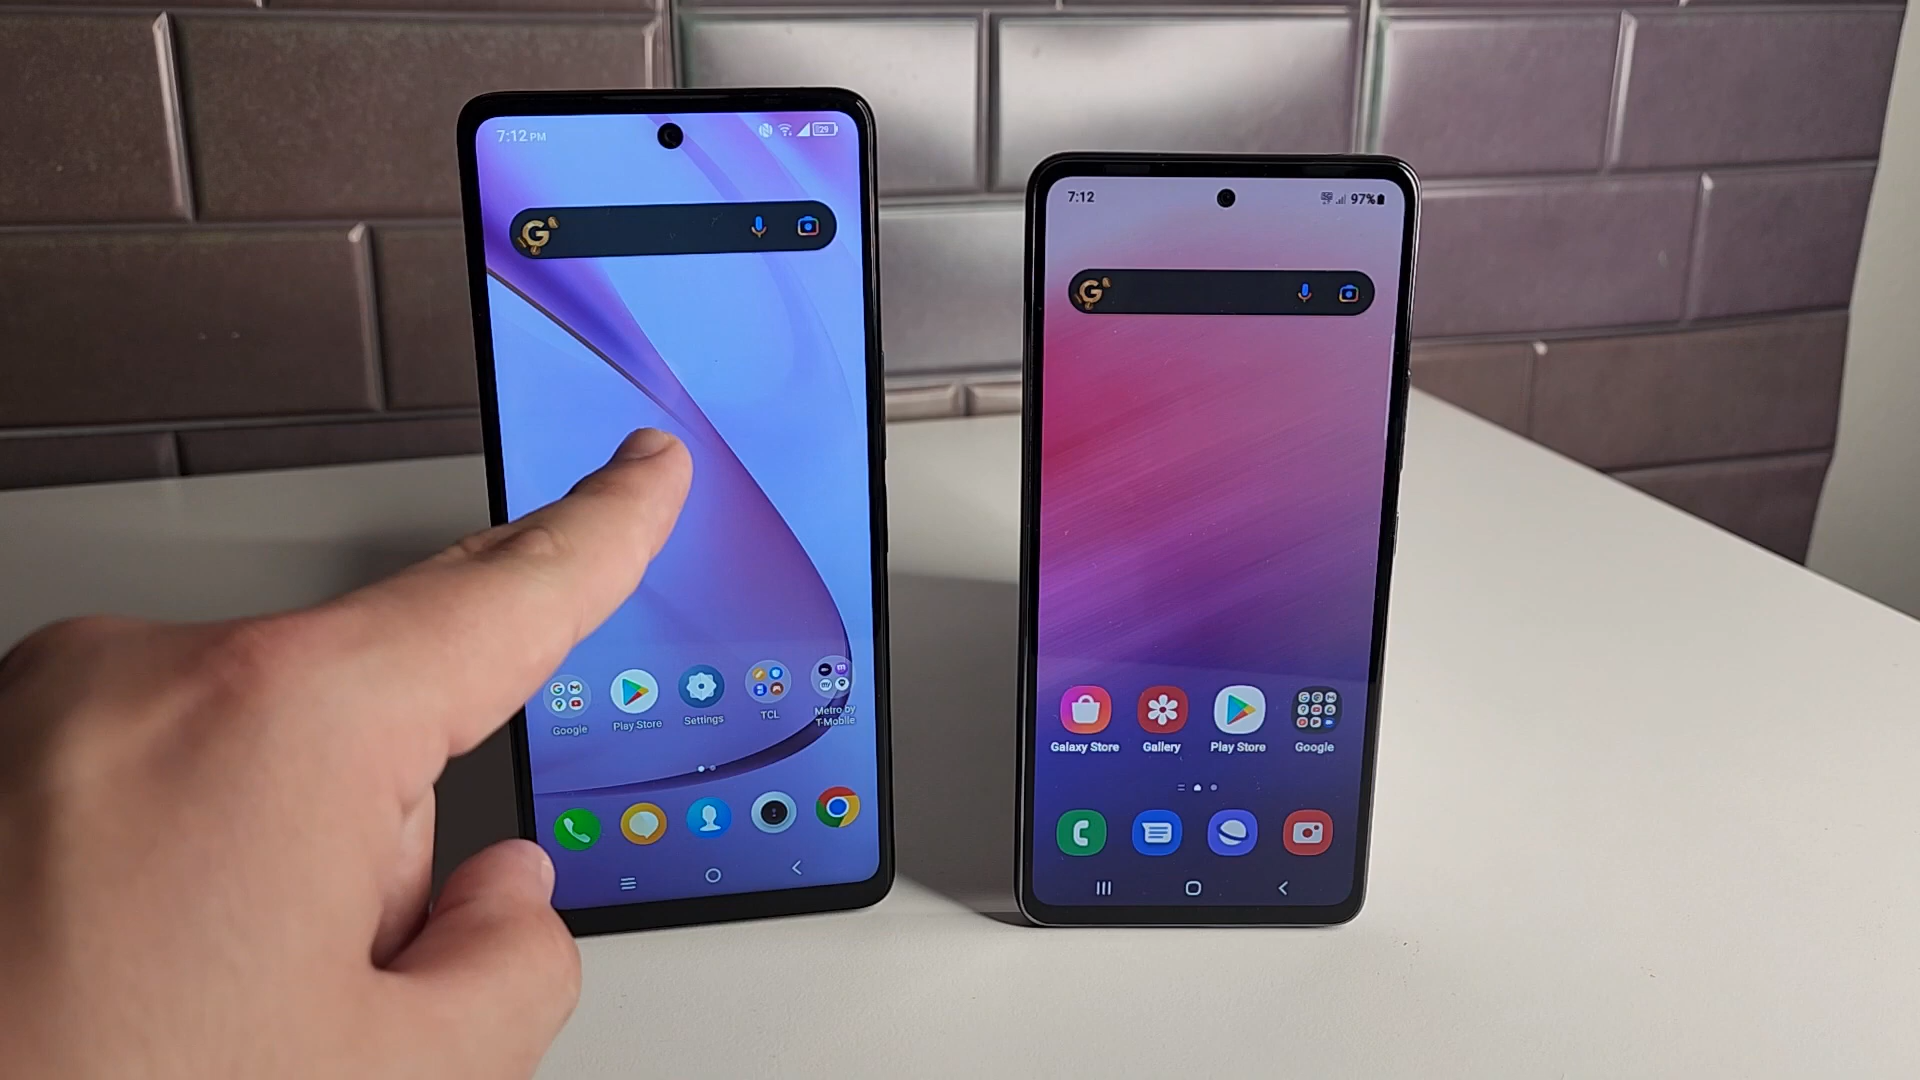 7:12 PM
29
G
Google
Play Store
Settings
TCL
Metro by
T-Mobile
7:12
97%
G
Galaxy Store
Gallery
Play Store
Google